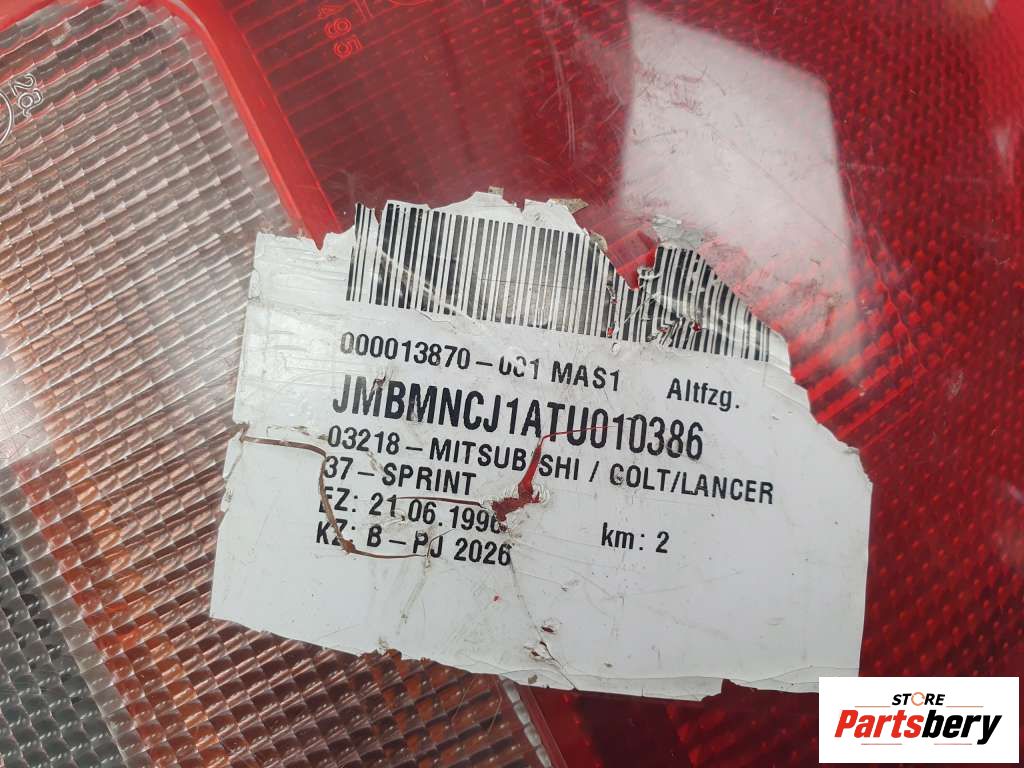 495
28
000013870-001 MAS1 Altfzg.
JMBMNCJ1ATU010386
03218-MITSUBISHI / COLT/LANCER
37-SPRINT
EZ: 21.06.1996
KZ: B-PJ 2026 km: 2
STORE
Partsbery